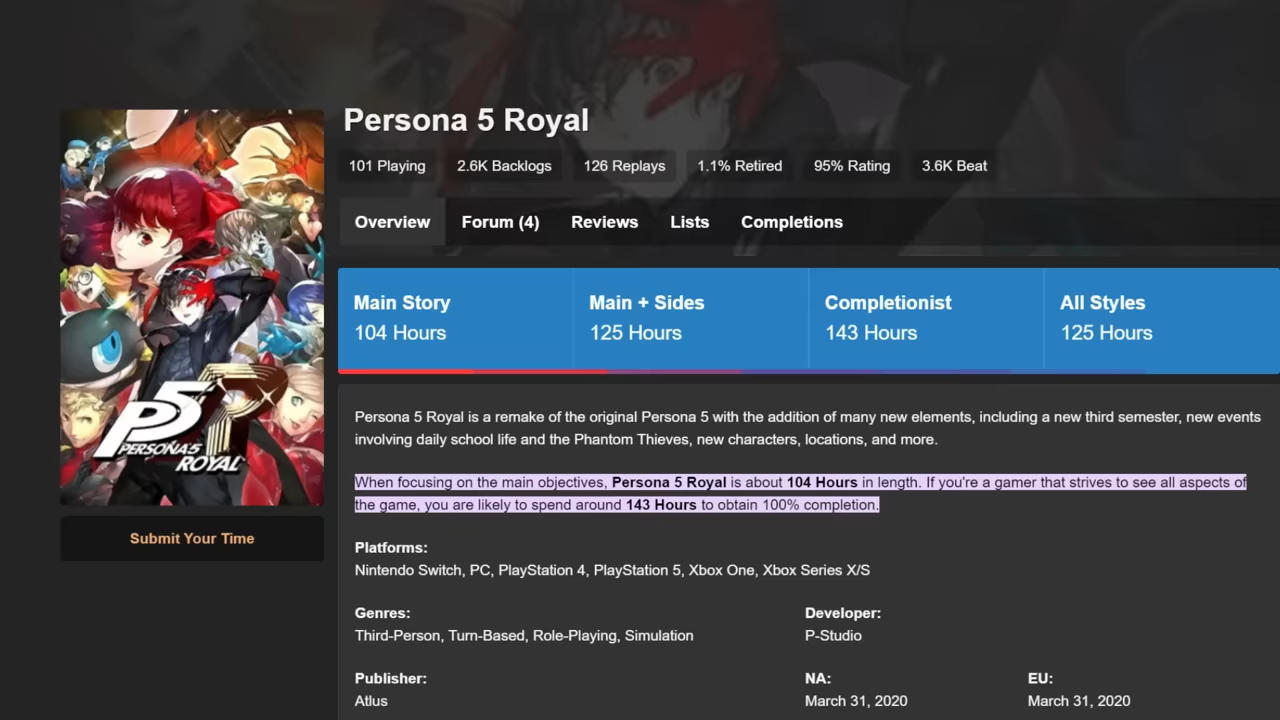 Persona 5 Royal
101 Playing 2.6K Backlogs 126 Replays 1.1% Retired 95% Rating 3.6K Beat
Overview Forum (4) Reviews Lists Completions
Main Story Main + Sides Completionist All Styles
104 Hours 125 Hours 143 Hours 125 Hours
P5R
PERSONA5
ROYAL
Submit Your Time
Persona 5 Royal is a remake of the original Persona 5 with the addition of many new elements, including a new third semester, new events
involving daily school life and the Phantom Thieves, new characters, locations, and more.
When focusing on the main objectives, Persona 5 Royal is about 104 Hours in length. If you're a gamer that strives to see all aspects of
the game, you are likely to spend around 143 Hours to obtain 100% completion.
Platforms:
Nintendo Switch, PC, PlayStation 4, PlayStation 5, Xbox One, Xbox Series X/S
Genres: Developer:
Third-Person, Turn-Based, Role-Playing, Simulation P-Studio
Publisher: NA: EU:
Atlus March 31, 2020 March 31, 2020